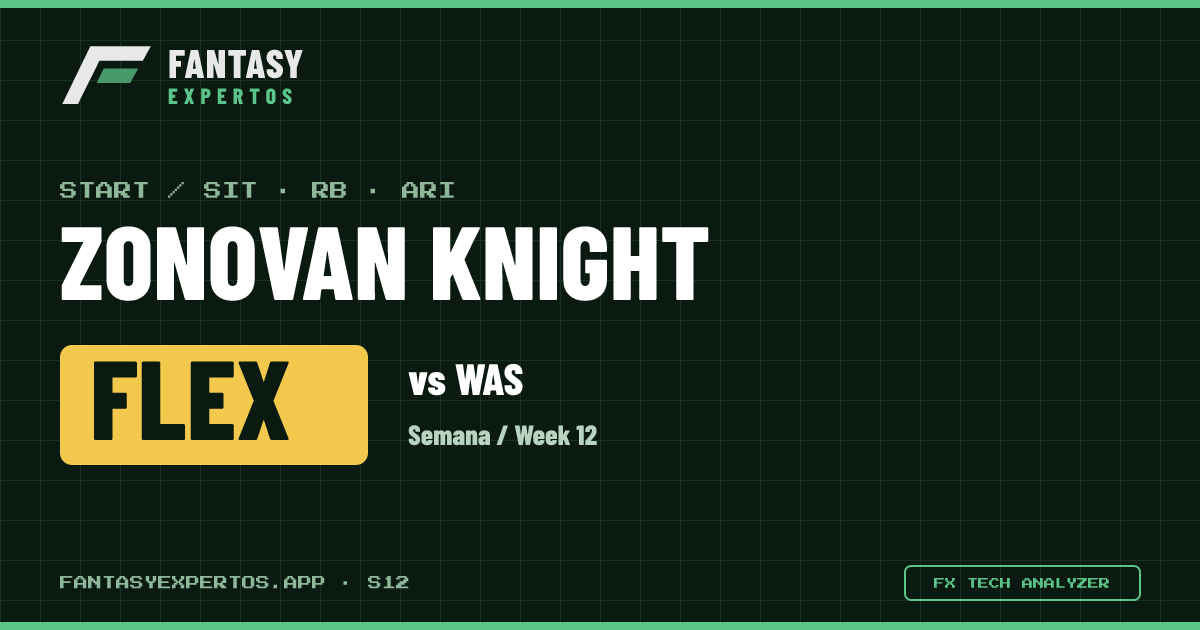 FANTASY
EXPERTOS
START / SIT · RB · ARI
ZONOVAN KNIGHT
FLEX
vs WAS
Semana / Week 12
FANTASYEXPERTOS.APP · S12
FX TECH ANALYZER